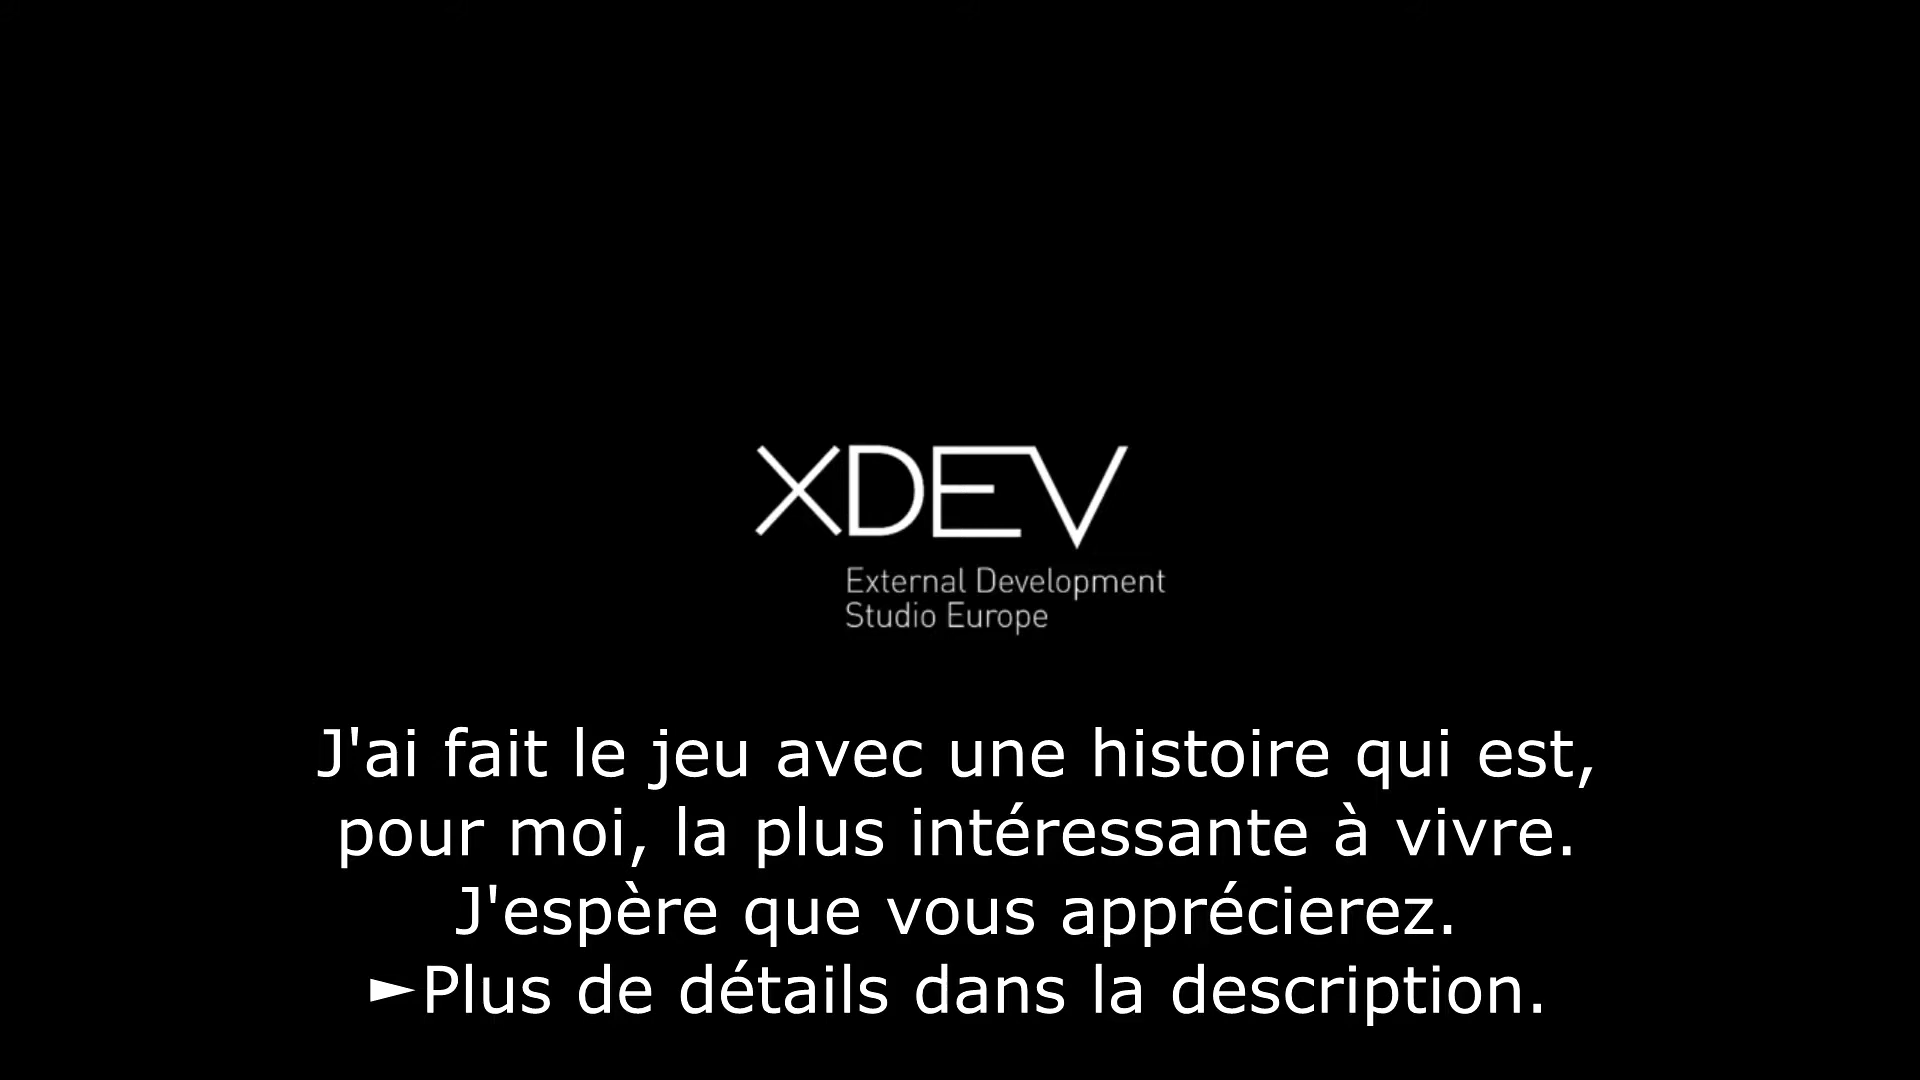 XDEV
External Development
Studio Europe
J'ai fait le jeu avec une histoire qui est,
pour moi, la plus intéressante à vivre.
J'espère que vous apprécierez.
►Plus de détails dans la description.